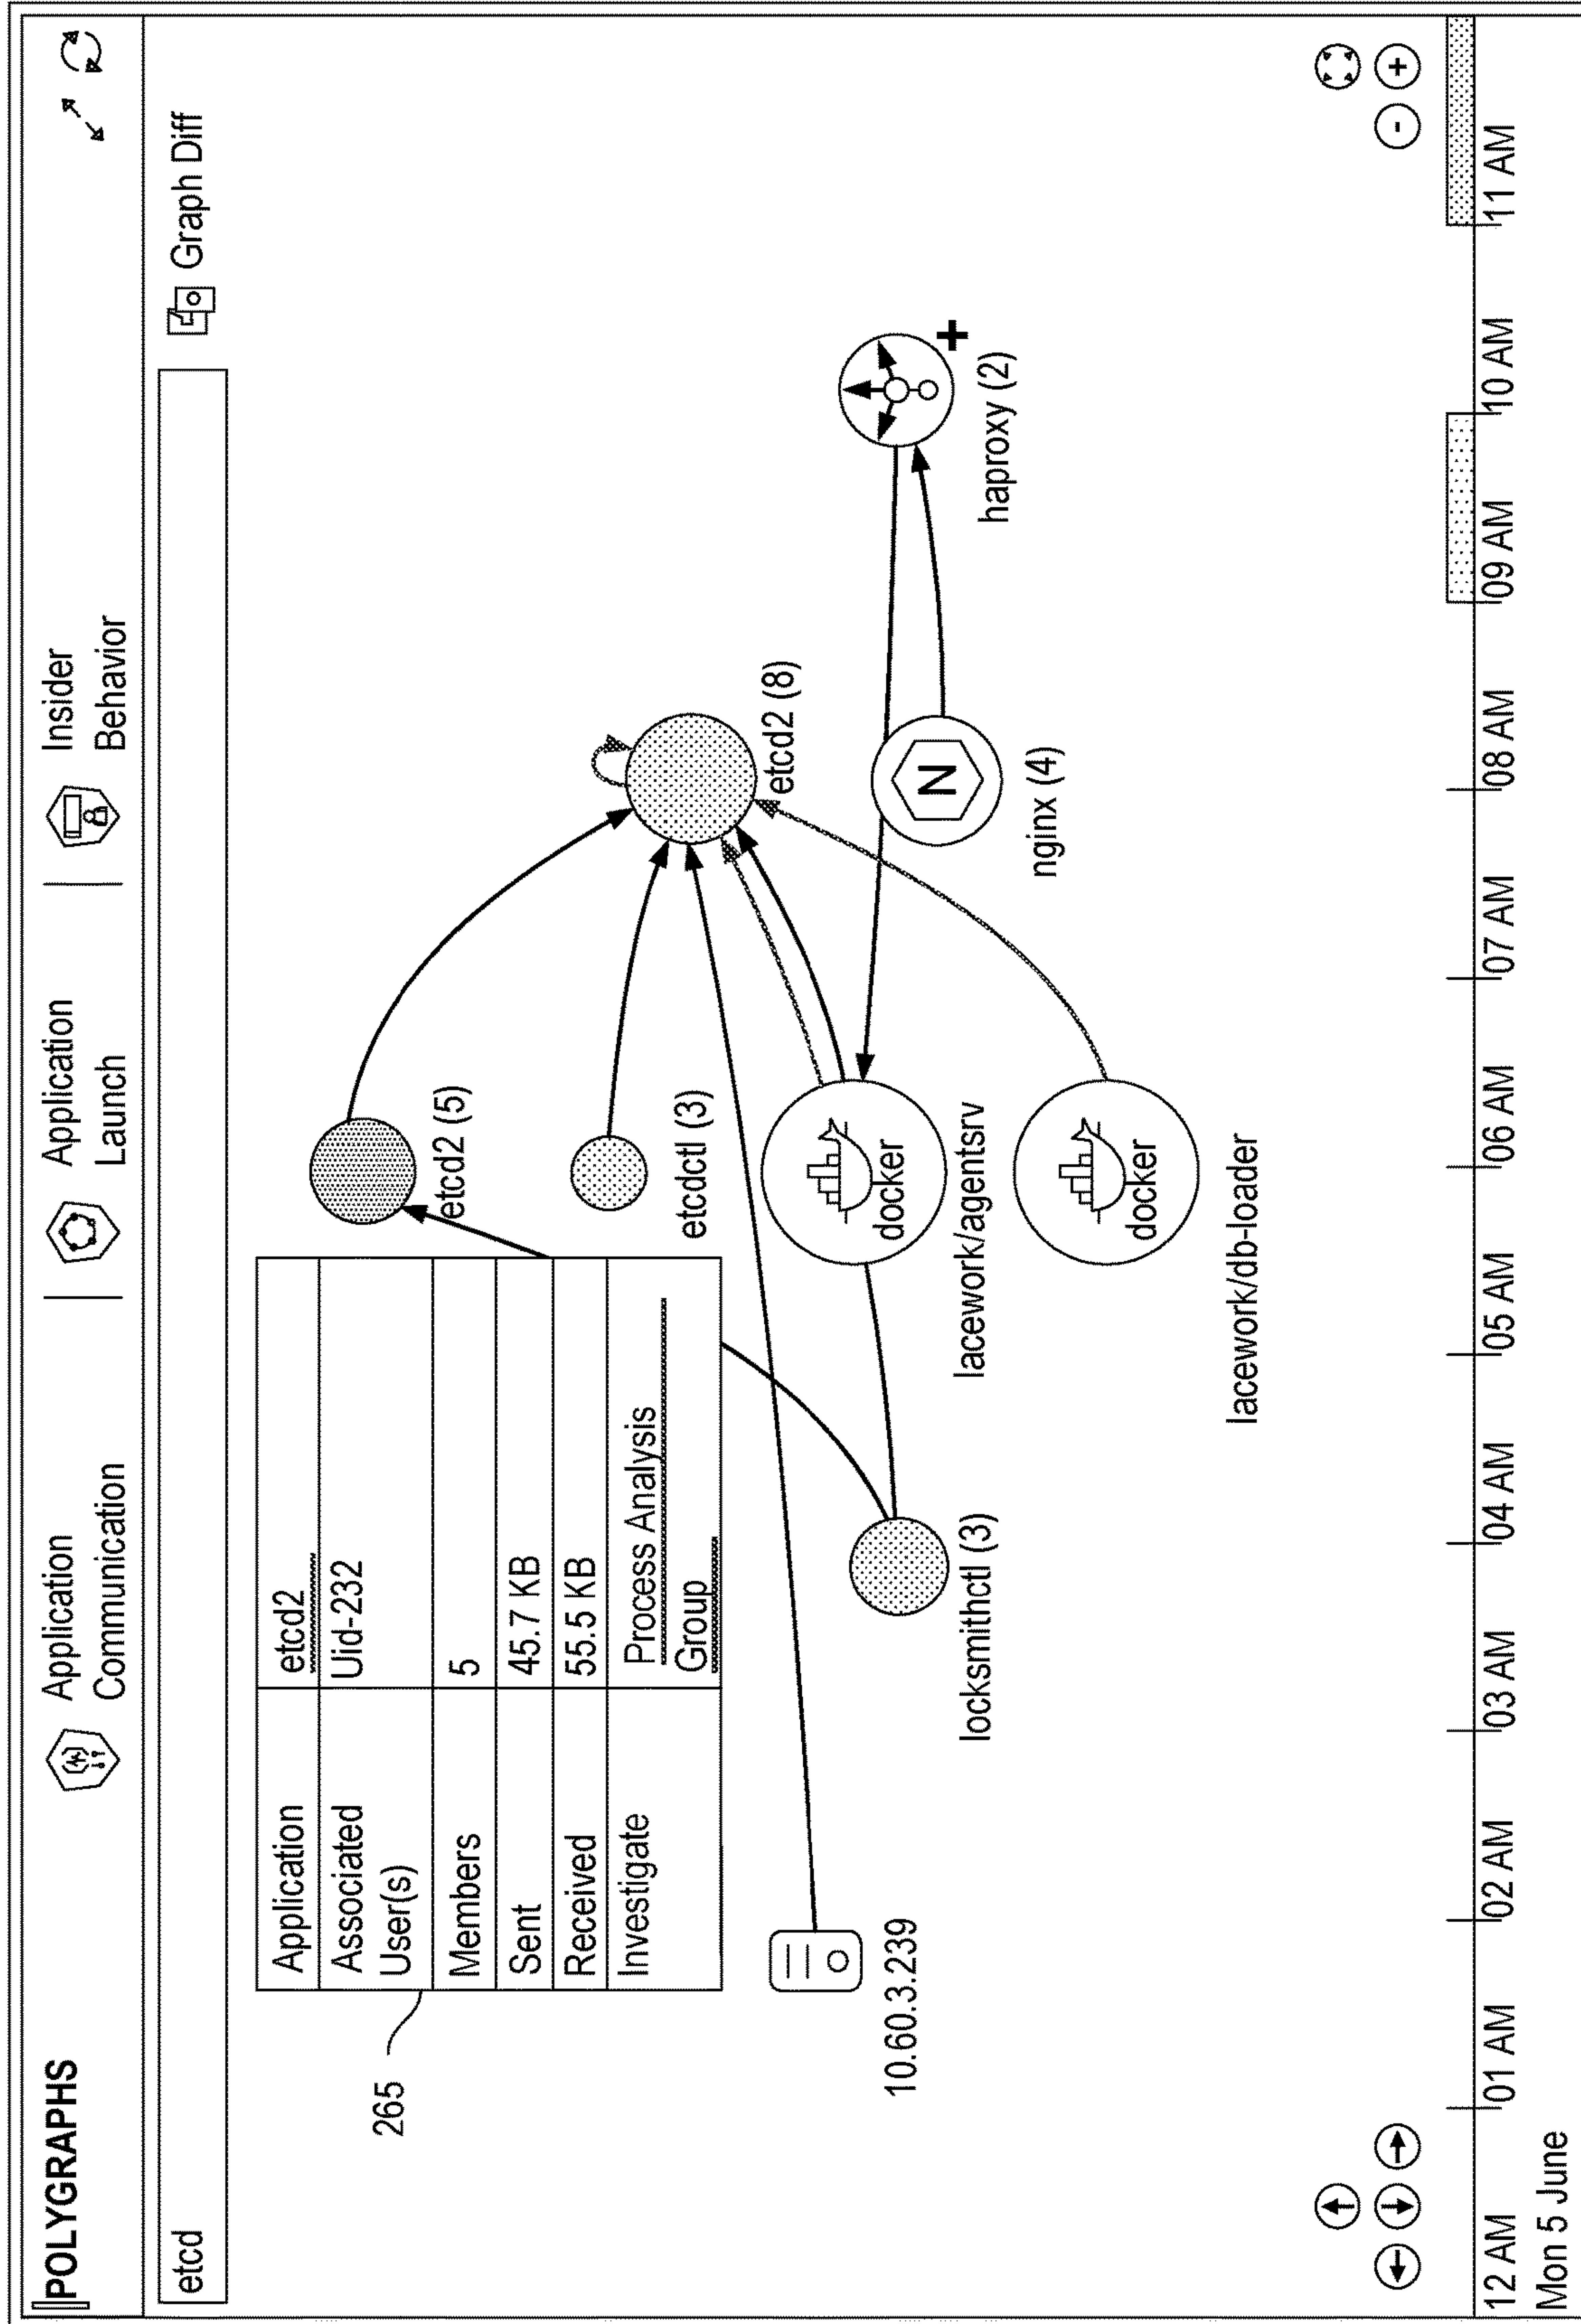 POLYGRAPHS
Application
Communication
Application
Launch
Insider
Behavior
etcd
Graph Diff
265
Application
etcd2
Associated
User(s)
Uid-232
Members
5
Sent
45.7 KB
Received
55.5 KB
Investigate
Process Analysis
Group
etcd2 (5)
etcdctl (3)
etcd2 (8)
10.60.3.239
locksmithctl (3)
docker
lacework/agentsrv
docker
lacework/db-loader
N
nginx (4)
+
haproxy (2)
- +
12 AM 01 AM 02 AM 03 AM 04 AM 05 AM 06 AM 07 AM 08 AM 09 AM 10 AM 11 AM
Mon 5 June